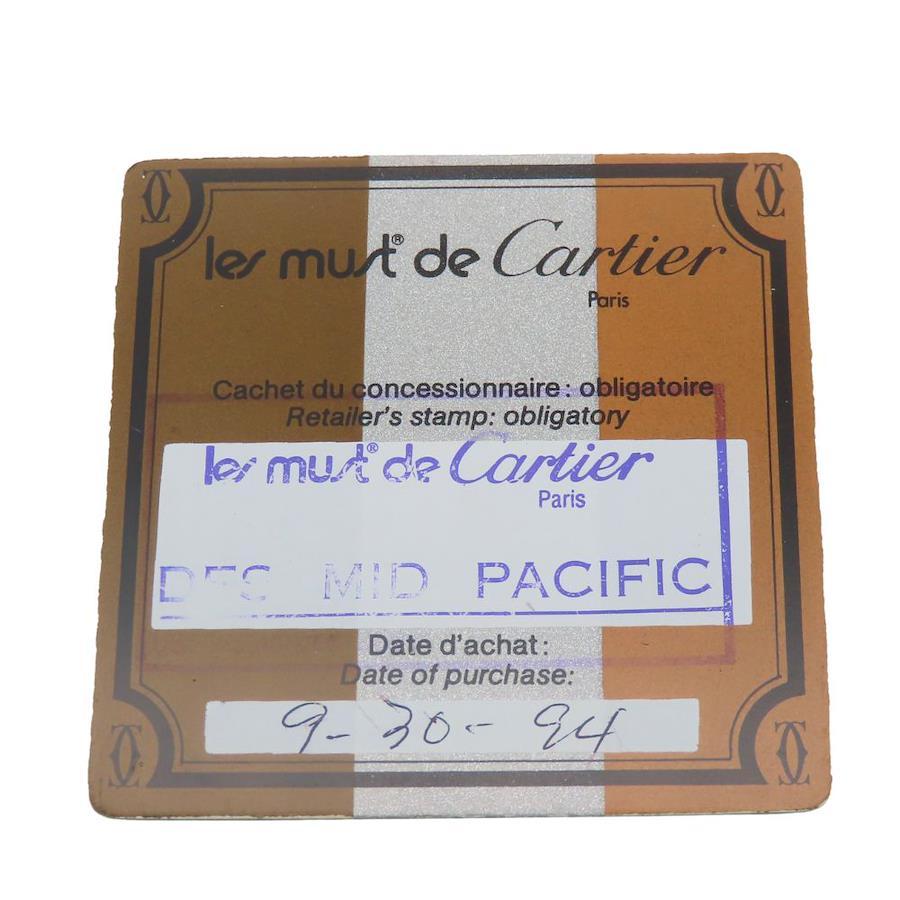 les must® de Cartier
Paris
Cachet du concessionnaire: obligatoire
Retailer's stamp: obligatory
les must® de Cartier
Paris
DFS MID PACIFIC
Date d'achat:
Date of purchase:
9-30-94